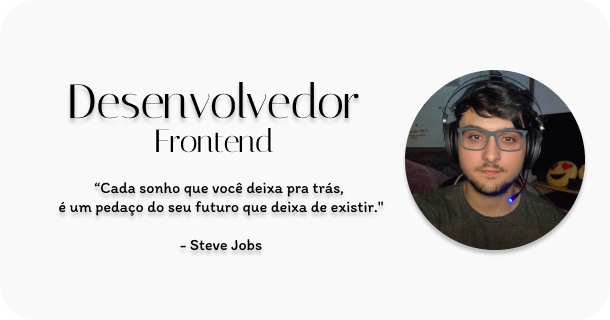 Desenvolvedor
Frontend
“Cada sonho que você deixa pra trás,
é um pedaço do seu futuro que deixa de existir."
- Steve Jobs